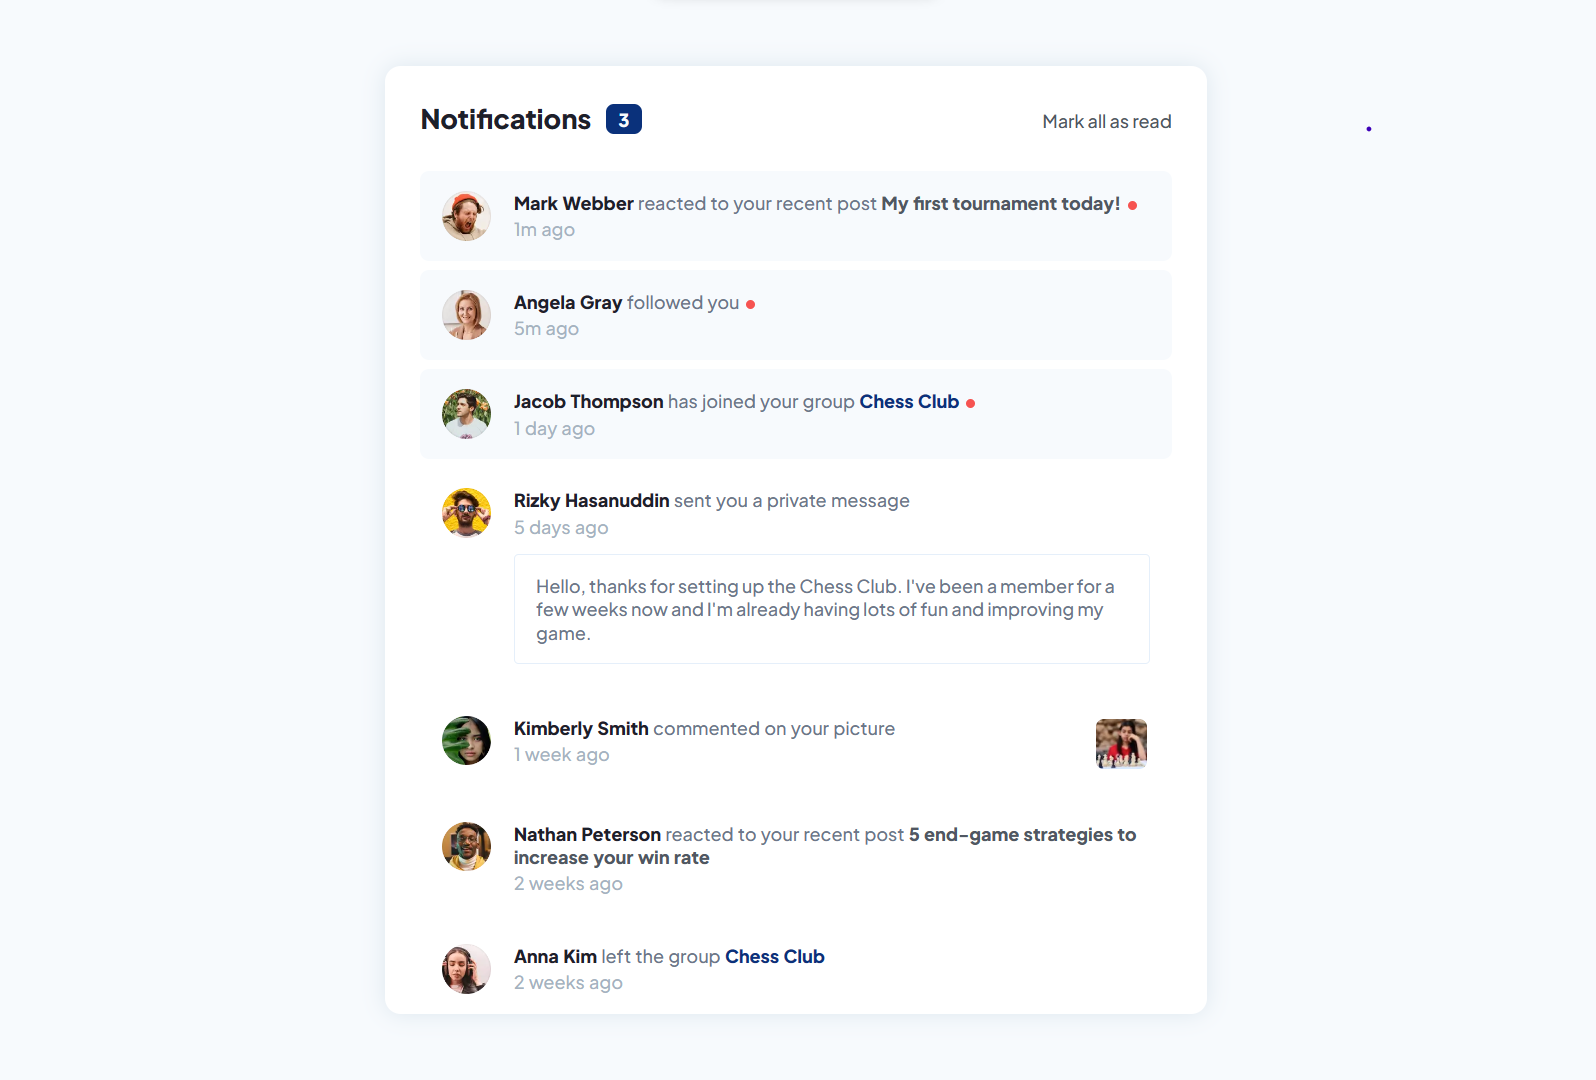 Notifications 3
Mark all as read
Mark Webber reacted to your recent post My first tournament today!
1m ago
Angela Gray followed you
5m ago
Jacob Thompson has joined your group Chess Club
1 day ago
Rizky Hasanuddin sent you a private message
5 days ago
Hello, thanks for setting up the Chess Club. I've been a member for a
few weeks now and I'm already having lots of fun and improving my
game.
Kimberly Smith commented on your picture
1 week ago
Nathan Peterson reacted to your recent post 5 end-game strategies to
increase your win rate
2 weeks ago
Anna Kim left the group Chess Club
2 weeks ago